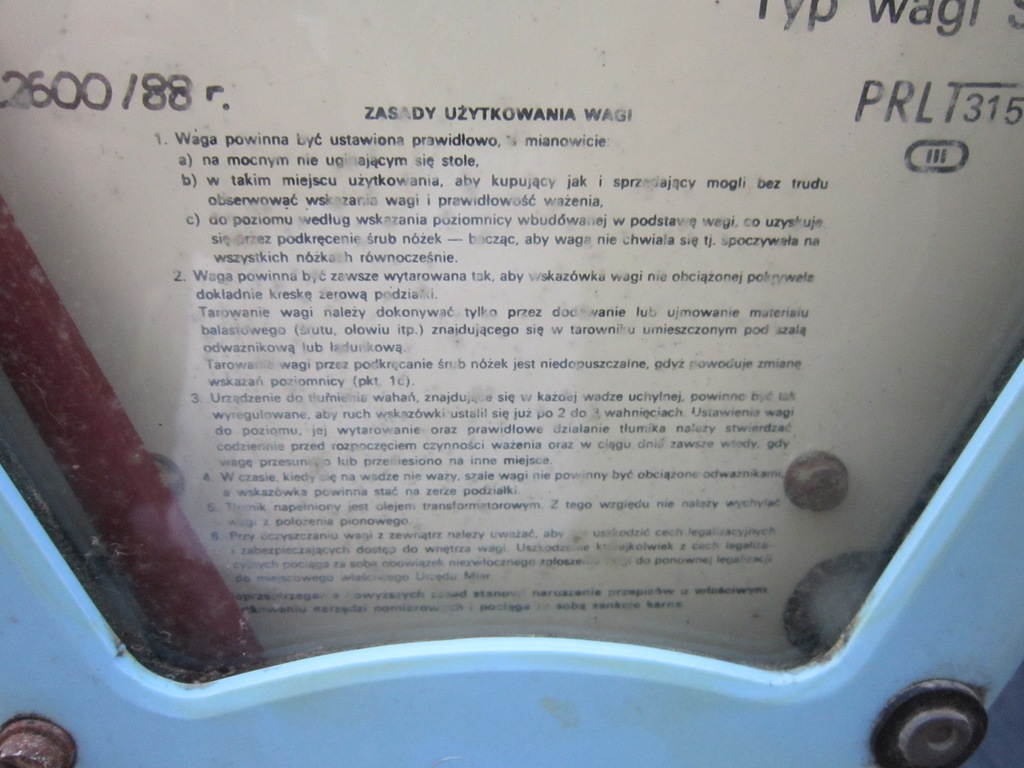 Typ wagi S
2600/88 r.
PRL T315
III
ZASADY UŻYTKOWANIA WAGI
1. Waga powinna być ustawiona prawidłowo, a mianowicie:
a) na mocnym nie uginającym się stole,
b) w takim miejscu użytkowania, aby kupujący jak i sprzedający mogli bez trudu
obserwować wskazania wagi i prawidłowość ważenia,
c) do poziomu według wskazania poziomnicy wbudowanej w podstawę wagi, co uzyskuje
się przez podkręcenie śrub nóżek — bacząc, aby waga nie chwiała się tj. spoczywała na
wszystkich nóżkach równocześnie.
2. Waga powinna być zawsze wytarowana tak, aby wskazówka wagi nie obciążonej pokrywała
dokładnie kreskę zerową podziałki.
Tarowanie wagi należy dokonywać tylko przez dodawanie lub ujmowanie materiału
balastowego (śrutu, ołowiu itp.) znajdującego się w tarowniku umieszczonym pod szalą
odważnikową lub ładunkową.
Tarowanie wagi przez podkręcanie śrub nóżek jest niedopuszczalne, gdyż powoduje zmianę
wskazań poziomnicy (pkt. 1c).
3. Urządzenie do tłumienia wahań, znajdujące się w każdej wadze uchylnej, powinno być tak
wyregulowane, aby ruch wskazówki ustalił się już po 2 do 3 wahnięciach. Ustawienie wagi
do poziomu, jej wytarowanie oraz prawidłowe działanie tłumika należy stwierdzać
codziennie przed rozpoczęciem czynności ważenia oraz w ciągu dnia zawsze wtedy, gdy
wagę przesunięto lub przeniesiono na inne miejsce.
4. W czasie, kiedy się na wadze nie waży, szale wagi nie powinny być obciążone odważnikami,
a wskazówka powinna stać na zerze podziałki.
5. Tłumik napełniony jest olejem transformatorowym. Z tego względu nie należy wychylać
wagi z położenia pionowego.
6. Przy oczyszczaniu wagi z zewnątrz należy uważać, aby uszkodzić cech legalizacyjnych
i zabezpieczających dostęp do wnętrza wagi. Uszkodzenie którejkolwiek z cech legaliza-
cyjnych pociąga za sobą obowiązek niezwłocznego zgłoszenia wagi do ponownej legalizacji
do miejscowego właściwego Urzędu Miar.
powyższych zasad stanowi naruszenie przepisów o właściwym
użytkowaniu narzędzi pomiarowych i pociąga za sobą sankcje karne.